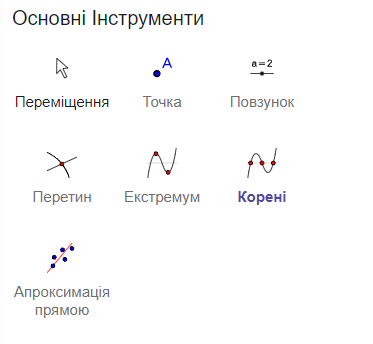 Основні Інструменти
A
a=2
Переміщення
Точка
Повзунок
Перетин
Екстремум
Корені
Апроксимація
прямою